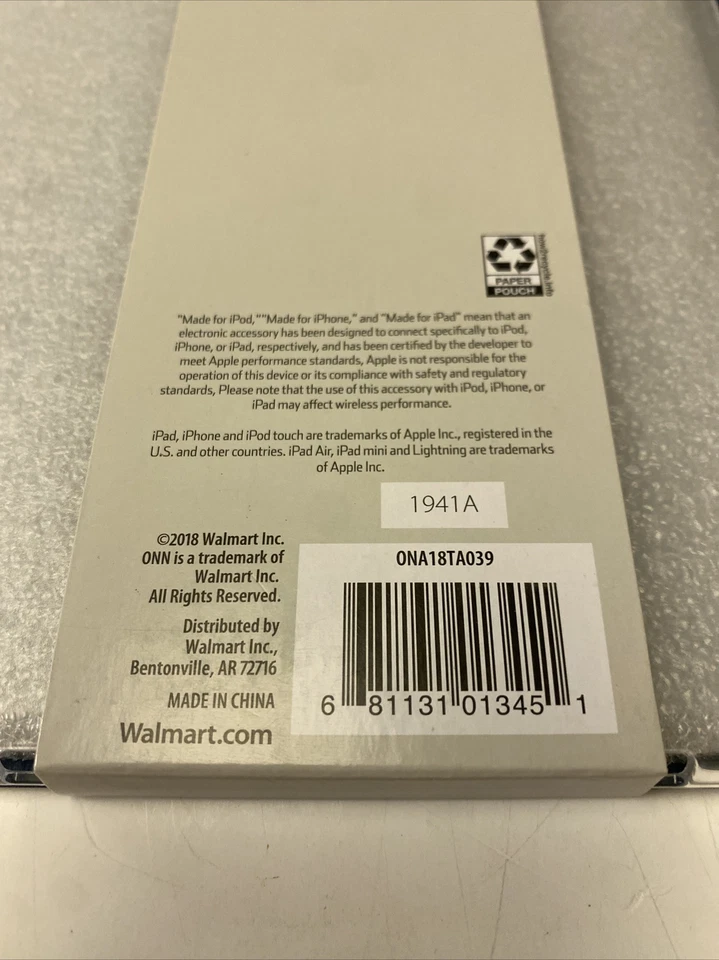 how2recycle.info
PAPER
POUCH
"Made for iPod,""Made for iPhone," and "Made for iPad" mean that an
electronic accessory has been designed to connect specifically to iPod,
iPhone, or iPad, respectively, and has been certified by the developer to
meet Apple performance standards, Apple is not responsible for the
operation of this device or its compliance with safety and regulatory
standards, Please note that the use of this accessory with iPod, iPhone, or
iPad may affect wireless performance.
iPad, iPhone and iPod touch are trademarks of Apple Inc., registered in the
U.S. and other countries. iPad Air, iPad mini and Lightning are trademarks
of Apple Inc.
1941A
©2018 Walmart Inc.
ONN is a trademark of
Walmart Inc.
All Rights Reserved.
Distributed by
Walmart Inc.,
Bentonville, AR 72716
MADE IN CHINA
Walmart.com
ONA18TA039
6 81131 01345 1